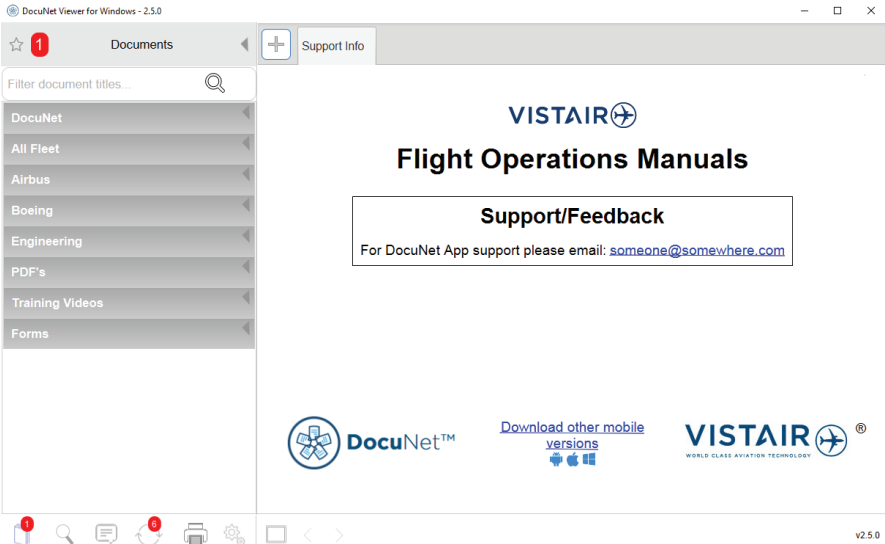 DocuNet Viewer for Windows - 2.5.0
1
Documents
Support Info
Filter document titles...
DocuNet
All Fleet
Airbus
Boeing
Engineering
PDF's
Training Videos
Forms
VISTAIR
Flight Operations Manuals
Support/Feedback
For DocuNet App support please email: someone@somewhere.com
DocuNet™
Download other mobile
versions
VISTAIR ®
WORLD CLASS AVIATION TECHNOLOGY
1
6
v2.5.0